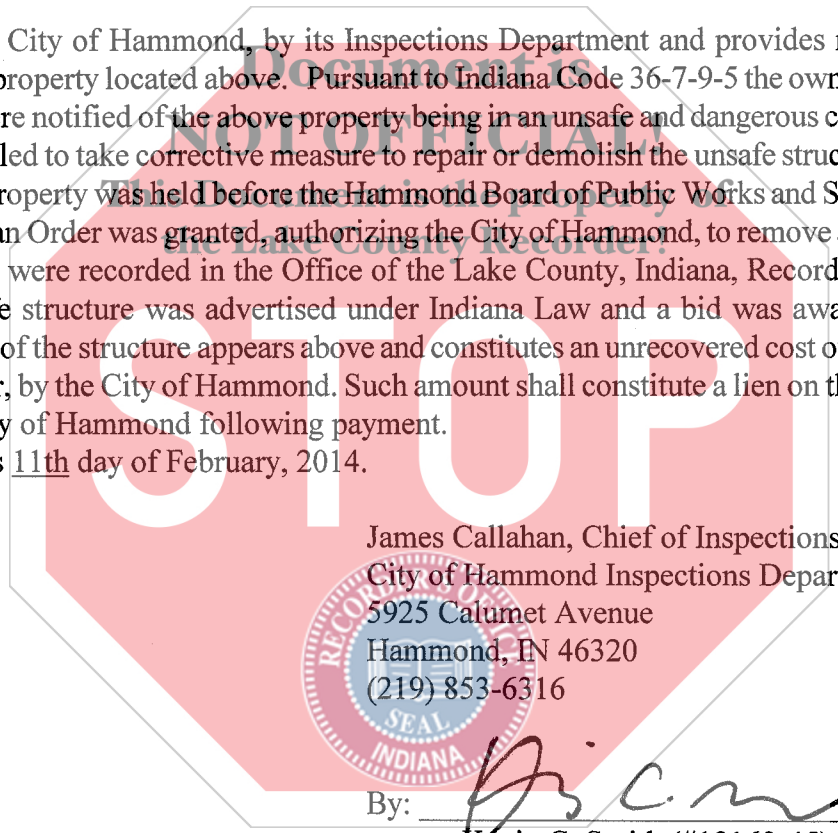 City of Hammond, by its Inspections Department and provides
property located above. Pursuant to Indiana Code 36-7-9-5 the own
re notified of the above property being in an unsafe and dangerous c
led to take corrective measure to repair or demolish the unsafe struc
roperty was held before the Hammond Board of Public Works and S
an Order was granted, authorizing the City of Hammond, to remove
were recorded in the Office of the Lake County, Indiana, Record
e structure was advertised under Indiana Law and a bid was awa
of the structure appears above and constitutes an unrecovered cost o
r, by the City of Hammond. Such amount shall constitute a lien on th
y of Hammond following payment.
s 11th day of February, 2014.
Document is
NOT OFFICIAL!
This Document is the property of
the Lake County Recorder!
STOP
James Callahan, Chief of Inspections
City of Hammond Inspections Depar
5925 Calumet Avenue
Hammond, IN 46320
(219) 853-6316
RECORDER'S OFFICE
SEAL
INDIANA
By: